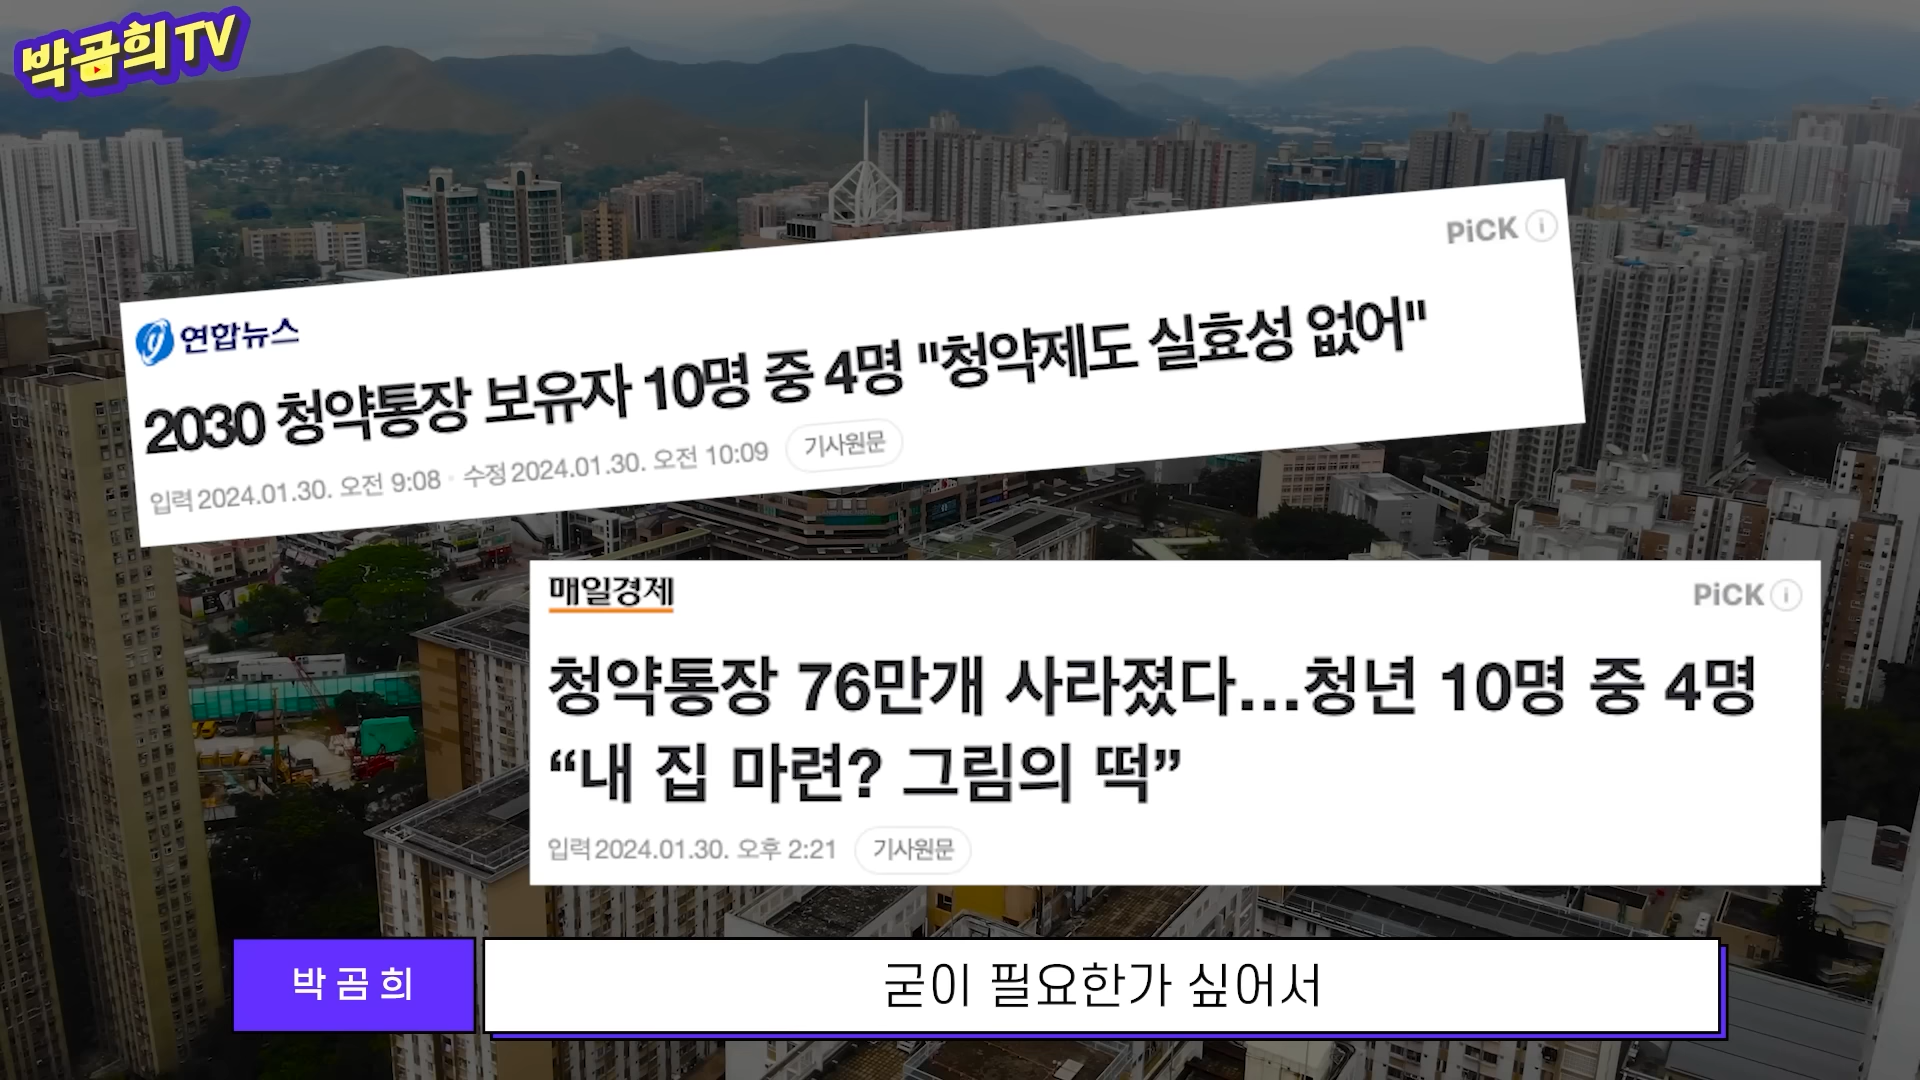 박곰희TV
PiCK i
연합뉴스
2030 청약통장 보유자 10명 중 4명 "청약제도 실효성 없어"
입력 2024.01.30. 오전 9:08 · 수정 2024.01.30. 오전 10:09 기사원문
매일경제
PiCK i
청약통장 76만개 사라졌다...청년 10명 중 4명
“내 집 마련? 그림의 떡”
입력 2024.01.30. 오후 2:21 기사원문
박곰희
굳이 필요한가 싶어서